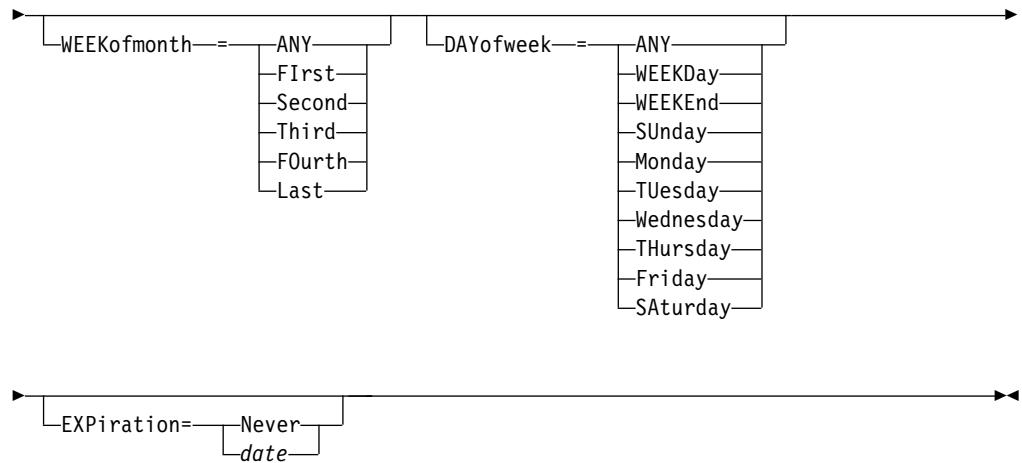 WEEKofmonth = ANY DAYofweek = ANY
FIrst WEEKDay
Second WEEKEnd
Third SUnday
FOurth Monday
Last TUesday
Wednesday
THursday
Friday
SAturday
EXPiration= Never
date